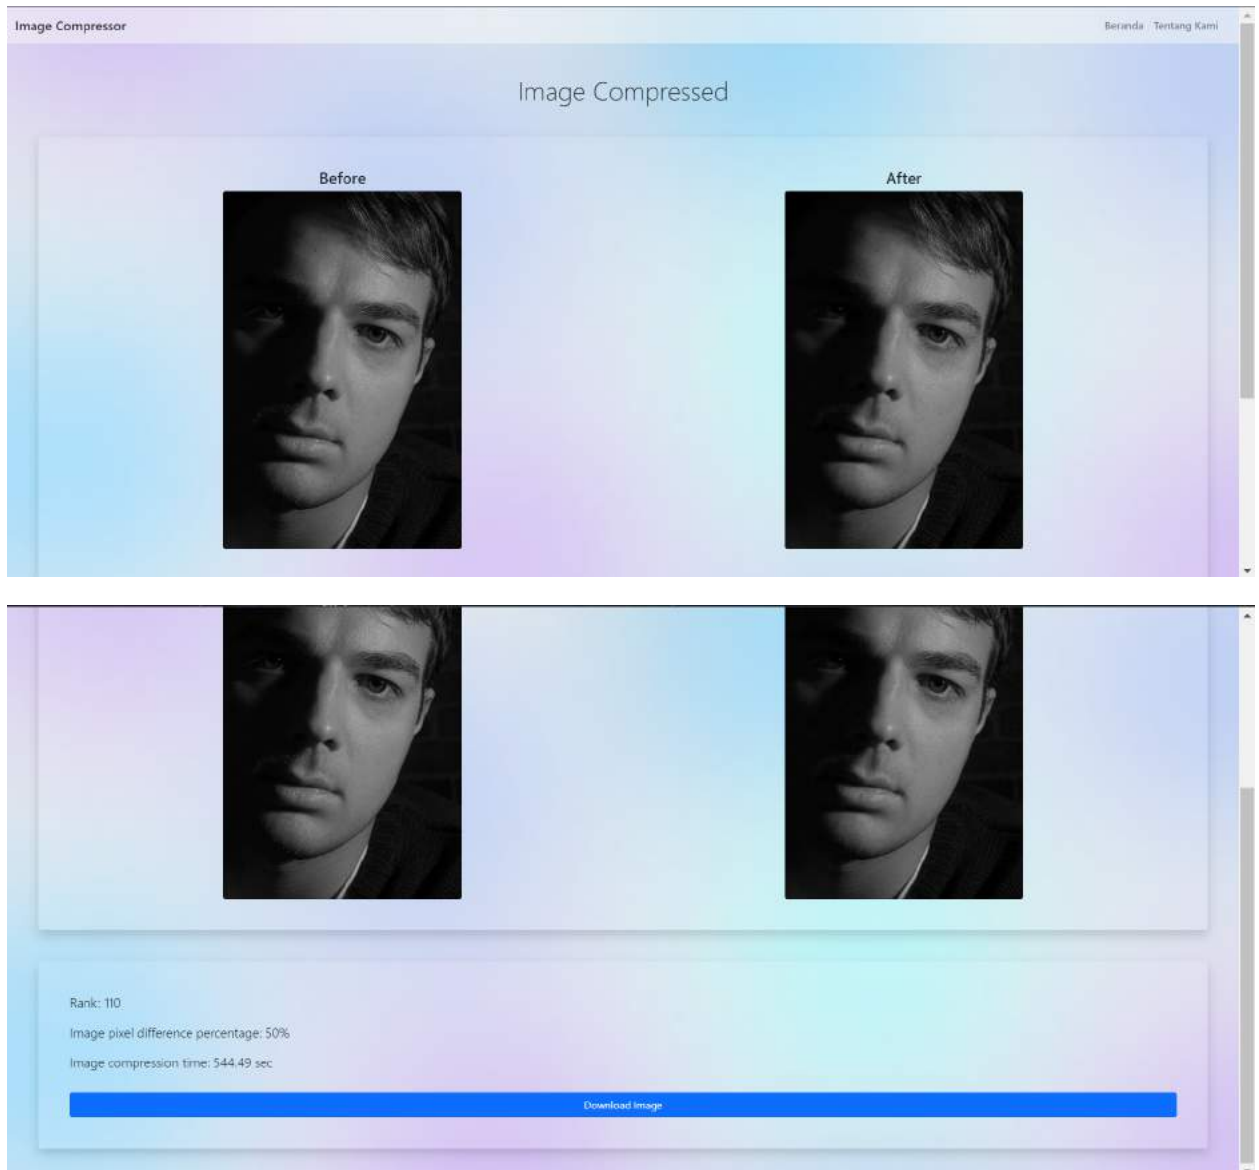 Image Compressor
Beranda Tentang Kami
Image Compressed
Before
After
Rank: 110
Image pixel difference percentage: 50%
Image compression time: 544.49 sec
Download Image